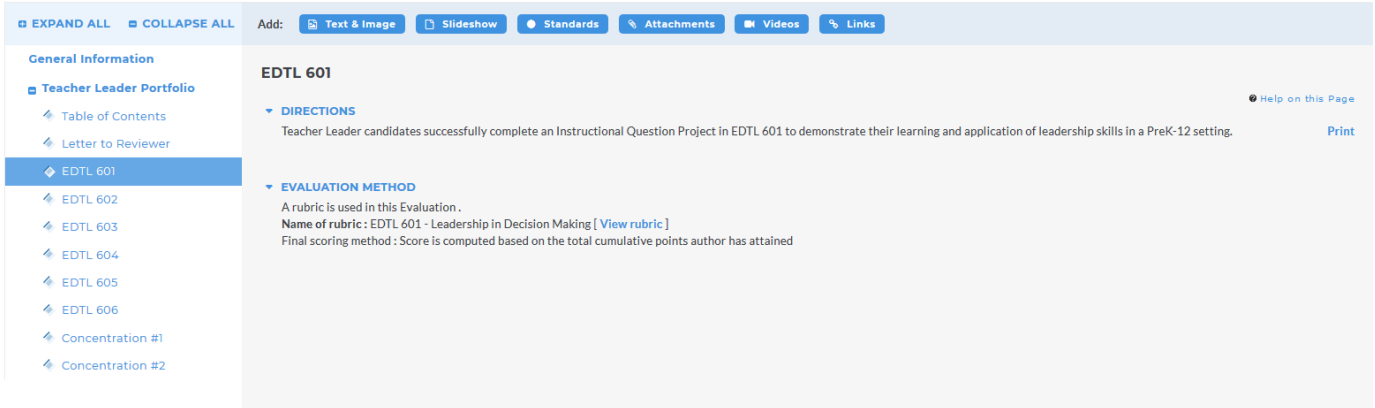 EXPAND ALL COLLAPSE ALL Add: Text & Image Slideshow Standards Attachments Videos Links
General Information
Teacher Leader Portfolio
Table of Contents
Letter to Reviewer
EDTL 601
EDTL 602
EDTL 603
EDTL 604
EDTL 605
EDTL 606
Concentration #1
Concentration #2
EDTL 601
Help on this Page
DIRECTIONS
Teacher Leader candidates successfully complete an Instructional Question Project in EDTL 601 to demonstrate their learning and application of leadership skills in a PreK-12 setting. Print
EVALUATION METHOD
A rubric is used in this Evaluation .
Name of rubric : EDTL 601 - Leadership in Decision Making [ View rubric ]
Final scoring method : Score is computed based on the total cumulative points author has attained